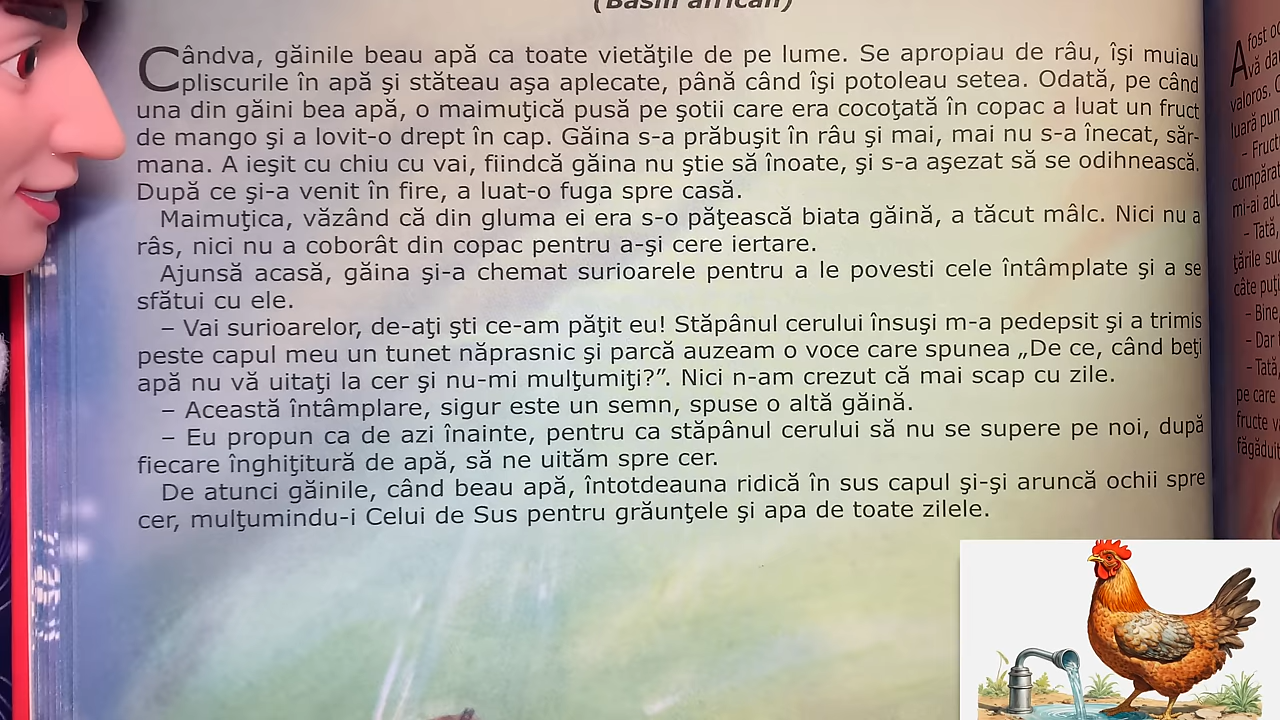 (Basm african)
Cândva, găinile beau apă ca toate vietăţile de pe lume. Se apropiau de râu, îşi muiau
pliscurile în apă şi stăteau aşa aplecate, până când îşi potoleau setea. Odată, pe când
una din găini bea apă, o maimuţică pusă pe şotii care era cocoţată în copac a luat un fruct
de mango şi a lovit-o drept în cap. Găina s-a prăbuşit în râu şi mai, mai nu s-a înecat, săr-
mana. A ieşit cu chiu cu vai, fiindcă găina nu ştie să înoate, şi s-a aşezat să se odihnească.
După ce şi-a venit în fire, a luat-o fuga spre casă.
Maimuţica, văzând că din gluma ei era s-o păţească biata găină, a tăcut mâlc. Nici nu a
râs, nici nu a coborât din copac pentru a-şi cere iertare.
Ajunsă acasă, găina şi-a chemat surioarele pentru a le povesti cele întâmplate şi a se
sfătui cu ele.
– Vai surioarelor, de-aţi şti ce-am păţit eu! Stăpânul cerului însuşi m-a pedepsit şi a trimis
peste capul meu un tunet năprasnic şi parcă auzeam o voce care spunea „De ce, când beţi
apă nu vă uitaţi la cer şi nu-mi mulţumiţi?”. Nici n-am crezut că mai scap cu zile.
– Această întâmplare, sigur este un semn, spuse o altă găină.
– Eu propun ca de azi înainte, pentru ca stăpânul cerului să nu se supere pe noi, după
fiecare înghiţitură de apă, să ne uităm spre cer.
De atunci găinile, când beau apă, întotdeauna ridică în sus capul şi-şi aruncă ochii spre
cer, mulţumindu-i Celui de Sus pentru grăunţele şi apa de toate zilele.
A fost
valoros.
– Fruct
– Tată,
câte
– Bine,
– Dar
– Tată,
pe care